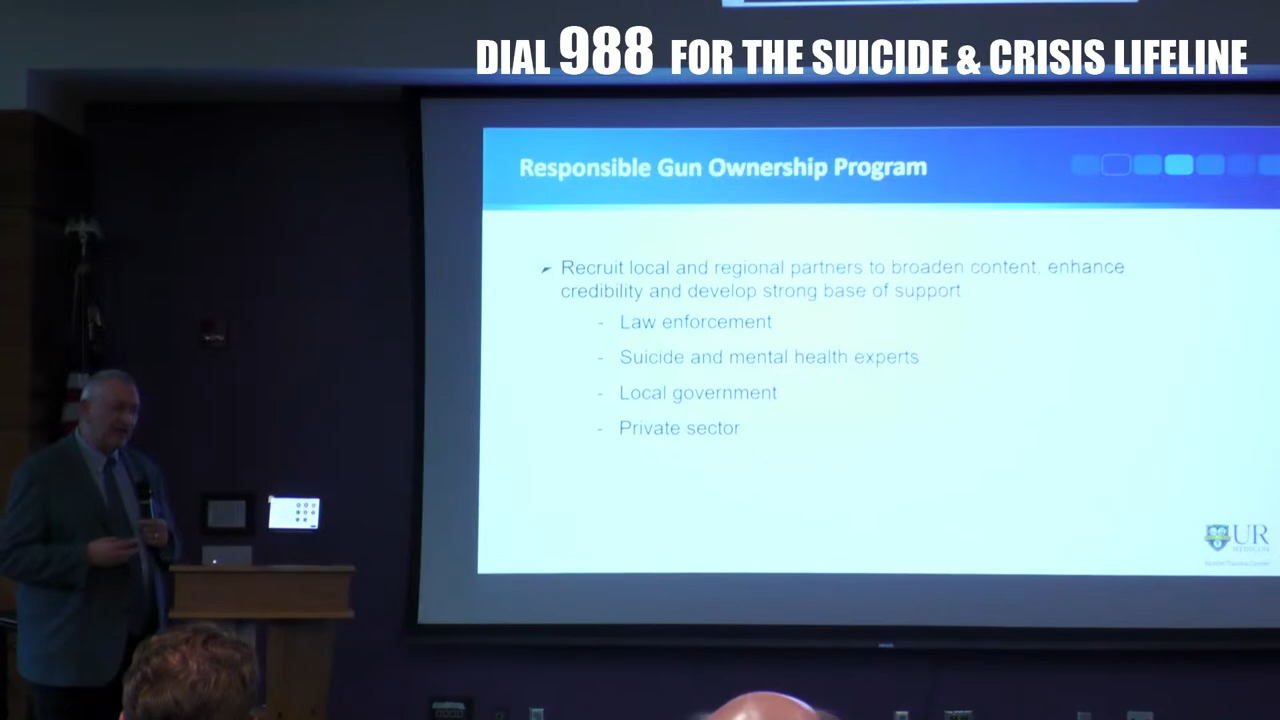 DIAL 988 FOR THE SUICIDE & CRISIS LIFELINE
Responsible Gun Ownership Program
Recruit local and regional partners to broaden content, enhance
credibility and develop strong base of support
- Law enforcement
- Suicide and mental health experts
- Local government
- Private sector
UR
MEDICINE